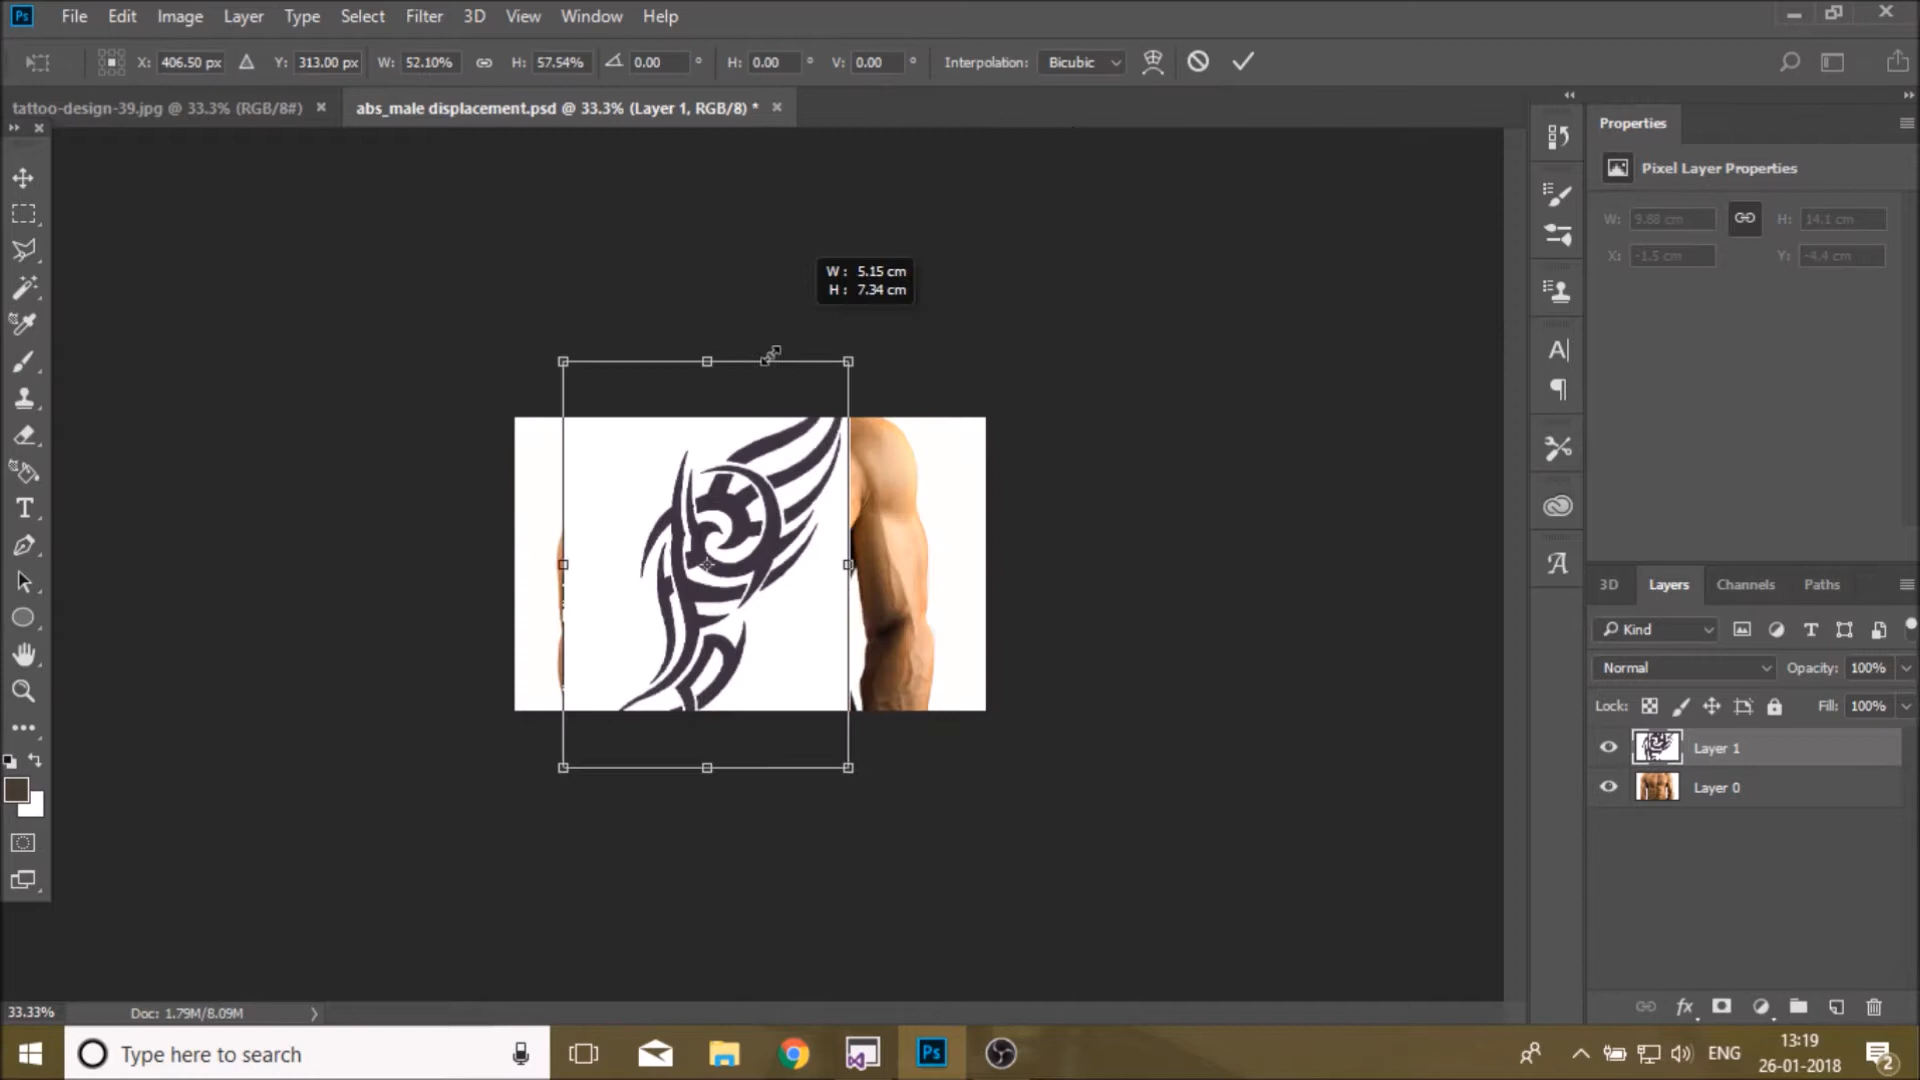 Ps File Edit Image Layer Type Select Filter 3D View Window Help
X: 406.50 px Y: 313.00 px W: 52.10% H: 57.54% 0.00 ° H: 0.00 ° V: 0.00 ° Interpolation: Bicubic
tattoo-design-39.jpg @ 33.3% (RGB/8#) × abs_male displacement.psd @ 33.3% (Layer 1, RGB/8) * ×
Properties
Pixel Layer Properties
W: 9.88 cm H: 14.1 cm
X: -1.5 cm Y: -4.4 cm
W : 5.15 cm
H : 7.34 cm
3D Layers Channels Paths
Kind
Normal Opacity: 100%
Lock: Fill: 100%
Layer 1
Layer 0
33.33% Doc: 1.79M/8.09M
Type here to search
Ps
ENG
13:19
26-01-2018
2